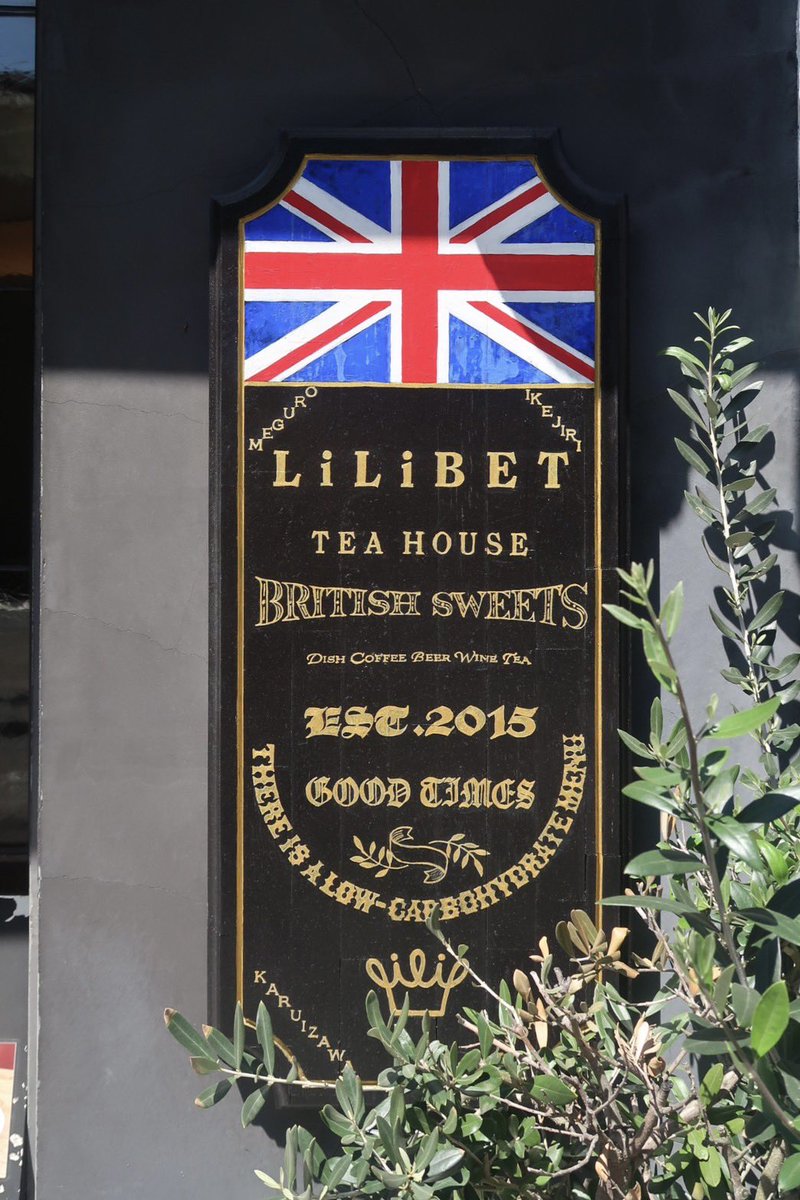 MEGURO
IKEJIRI
LiLiBET
TEA HOUSE
BRITISH SWEETS
DISH COFFEE BEER WINE TEA
EST.2015
GOOD TIMES
THERE IS A LOW-CARBOHYDRATE MENU
lili
KARUIZAWA